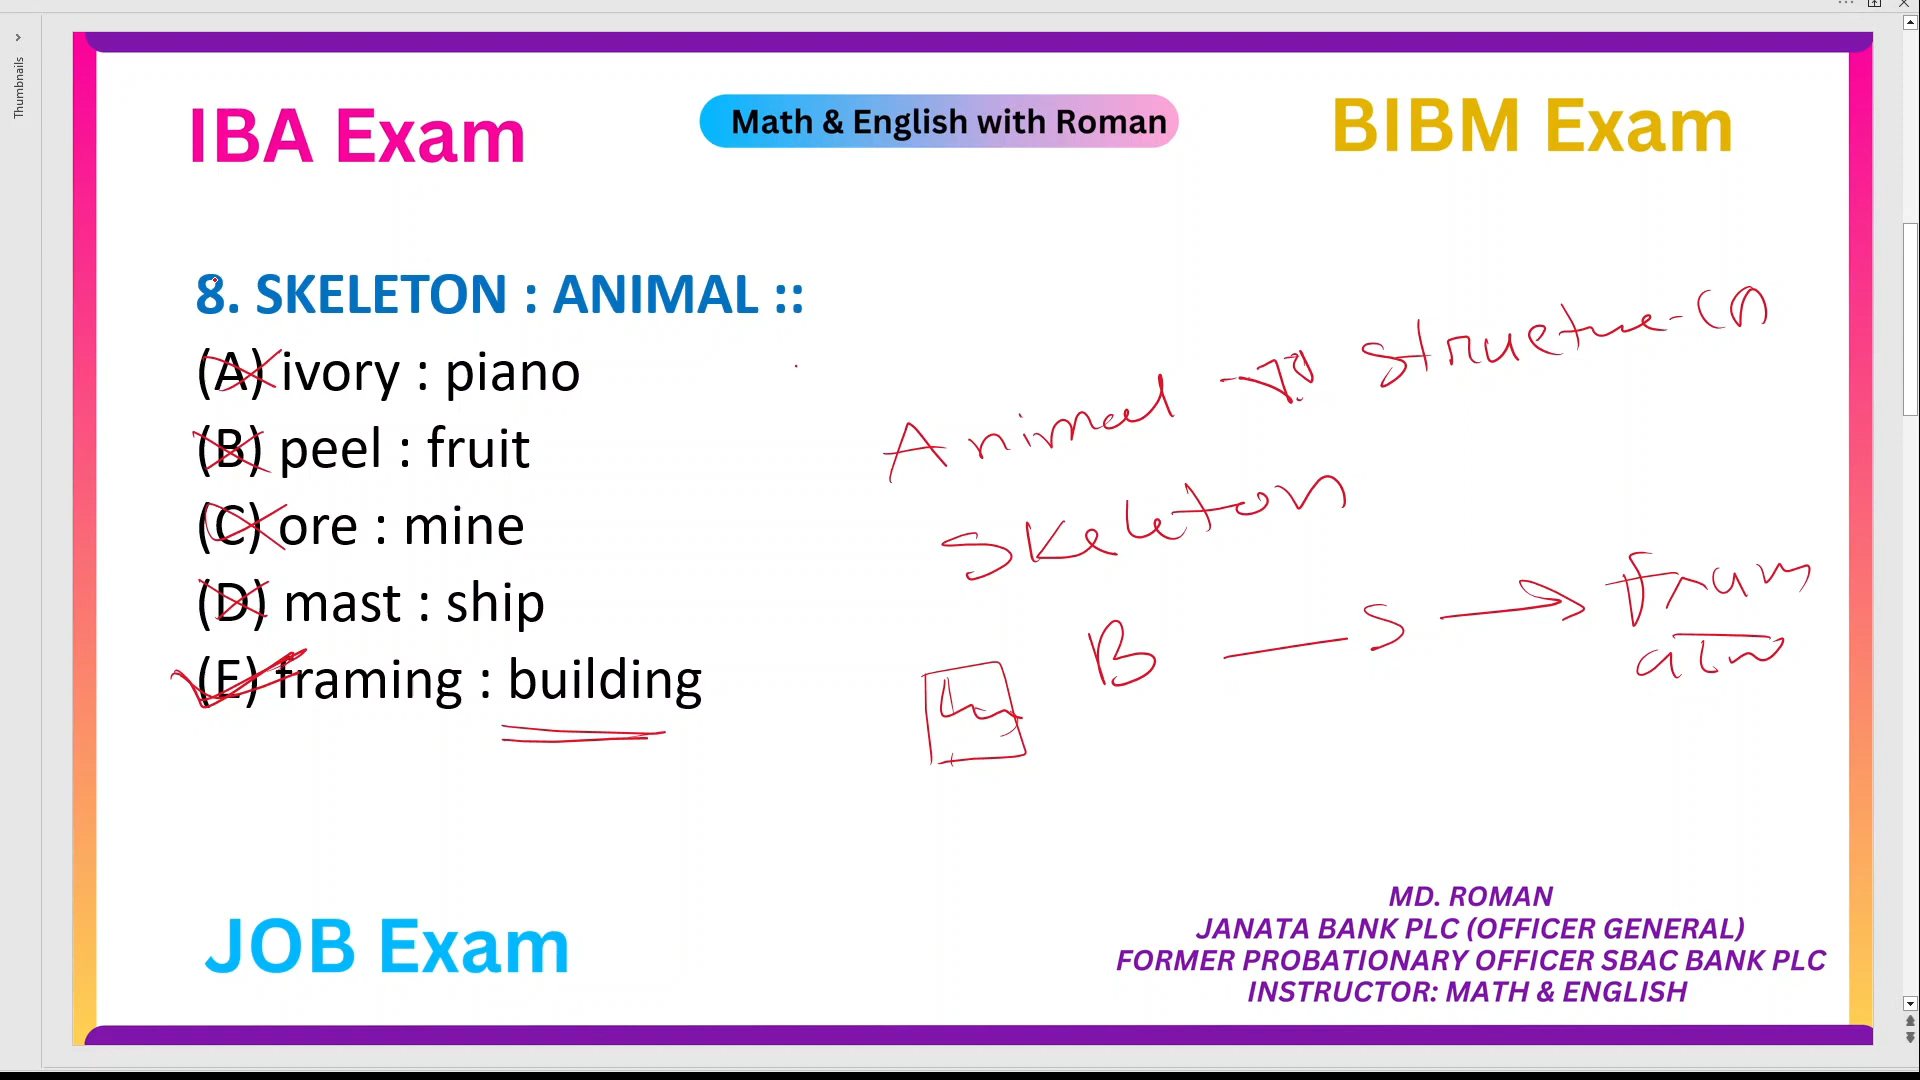 Thumbnails
IBA Exam
Math & English with Roman
BIBM Exam
8. SKELETON : ANIMAL ::
(A) ivory : piano
(B) peel : fruit
(C) ore : mine
(D) mast : ship
(E) framing : building
Animal structure
Skeleton
B S Fram
JOB Exam
MD. ROMAN
JANATA BANK PLC (OFFICER GENERAL)
FORMER PROBATIONARY OFFICER SBAC BANK PLC
INSTRUCTOR: MATH & ENGLISH